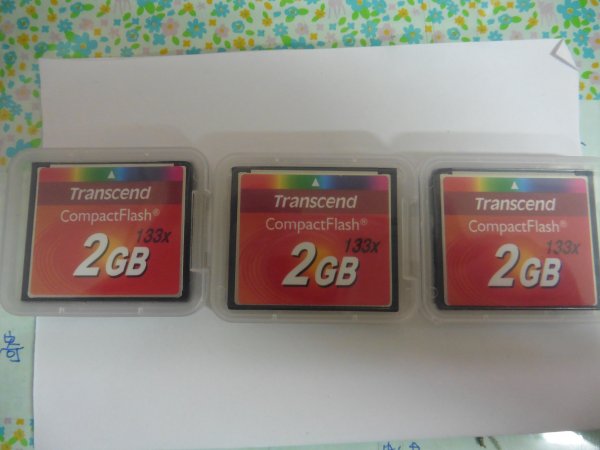 Transcend
CompactFlash®
133x
2GB
Transcend
CompactFlash®
133x
2GB
Transcend
CompactFlash®
133x
2GB